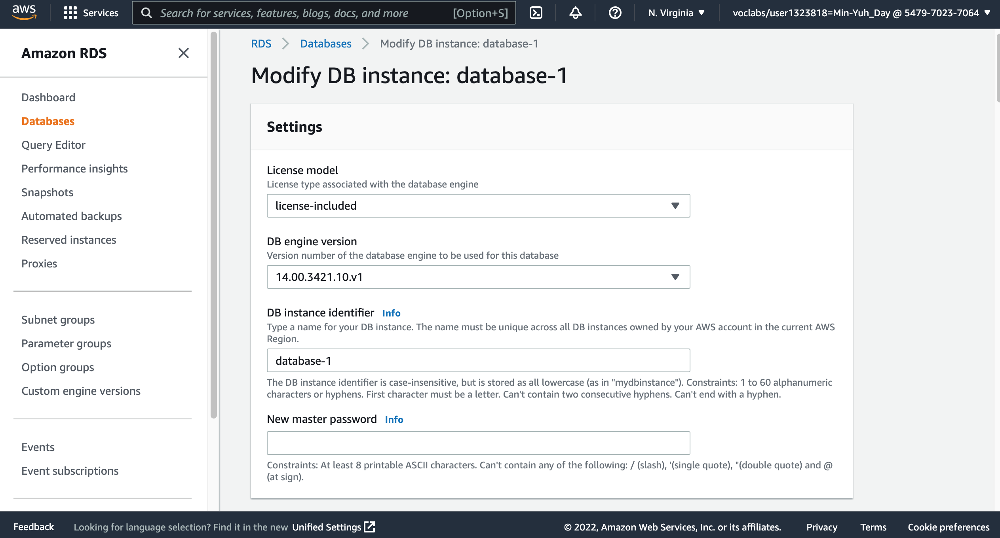 aws
Services
Search for services, features, blogs, docs, and more
[Option+S]
N. Virginia
voclabs/user1323818=Min-Yuh_Day @ 5479-7023-7064
Amazon RDS
Dashboard
Databases
Query Editor
Performance insights
Snapshots
Automated backups
Reserved instances
Proxies
Subnet groups
Parameter groups
Option groups
Custom engine versions
Events
Event subscriptions
RDS
Databases
Modify DB instance: database-1
Modify DB instance: database-1
Settings
License model
License type associated with the database engine
license-included
DB engine version
Version number of the database engine to be used for this database
14.00.3421.10.v1
DB instance identifier Info
Type a name for your DB instance. The name must be unique across all DB instances owned by your AWS account in the current AWS
Region.
database-1
The DB instance identifier is case-insensitive, but is stored as all lowercase (as in "mydbinstance"). Constraints: 1 to 60 alphanumeric
characters or hyphens. First character must be a letter. Can't contain two consecutive hyphens. Can't end with a hyphen.
New master password Info
Constraints: At least 8 printable ASCII characters. Can't contain any of the following: / (slash), '(single quote), "(double quote) and @
(at sign).
Feedback
Looking for language selection? Find it in the new Unified Settings
© 2022, Amazon Web Services, Inc. or its affiliates.
Privacy
Terms
Cookie preferences